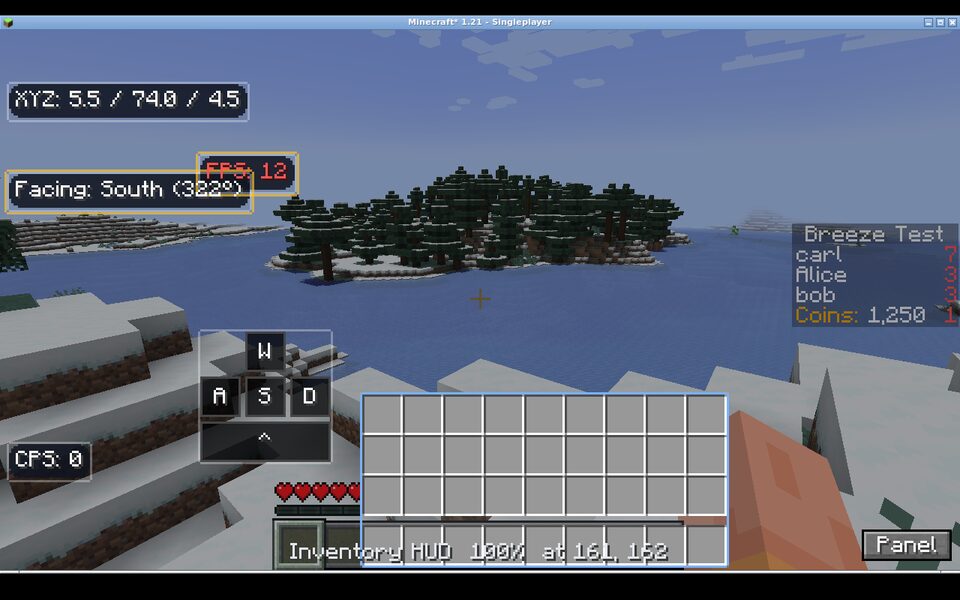 Minecraft* 1.21 - Singleplayer
XYZ: 5.5 / 74.0 / 4.5
FPS: 12
Facing: South (322°)
Breeze Test
carl 7
Alice 3
bob 3
Coins: 1,250 1
W
A S D
^
CPS: 0
Inventory HUD 100% at 161, 162
Panel